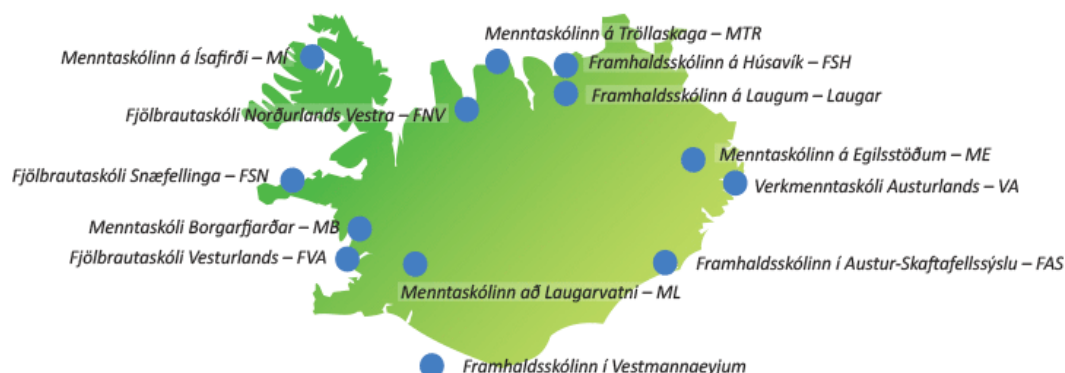 Menntaskólinn á Tröllaskaga – MTR
Menntaskólinn á Ísafirði – MÍ
Framhaldsskólinn á Húsavík – FSH
Framhaldsskólinn á Laugum – Laugar
Fjölbrautaskóli Norðurlands Vestra – FNV
Menntaskólinn á Egilsstöðum – ME
Fjölbrautaskóli Snæfellinga – FSN
Verkmenntaskóli Austurlands – VA
Menntaskóli Borgarfjarðar – MB
Fjölbrautaskóli Vesturlands – FVA
Framhaldsskólinn í Austur-Skaftafellssýslu – FAS
Menntaskólinn að Laugarvatni – ML
Framhaldsskólinn í Vestmannaeyjum